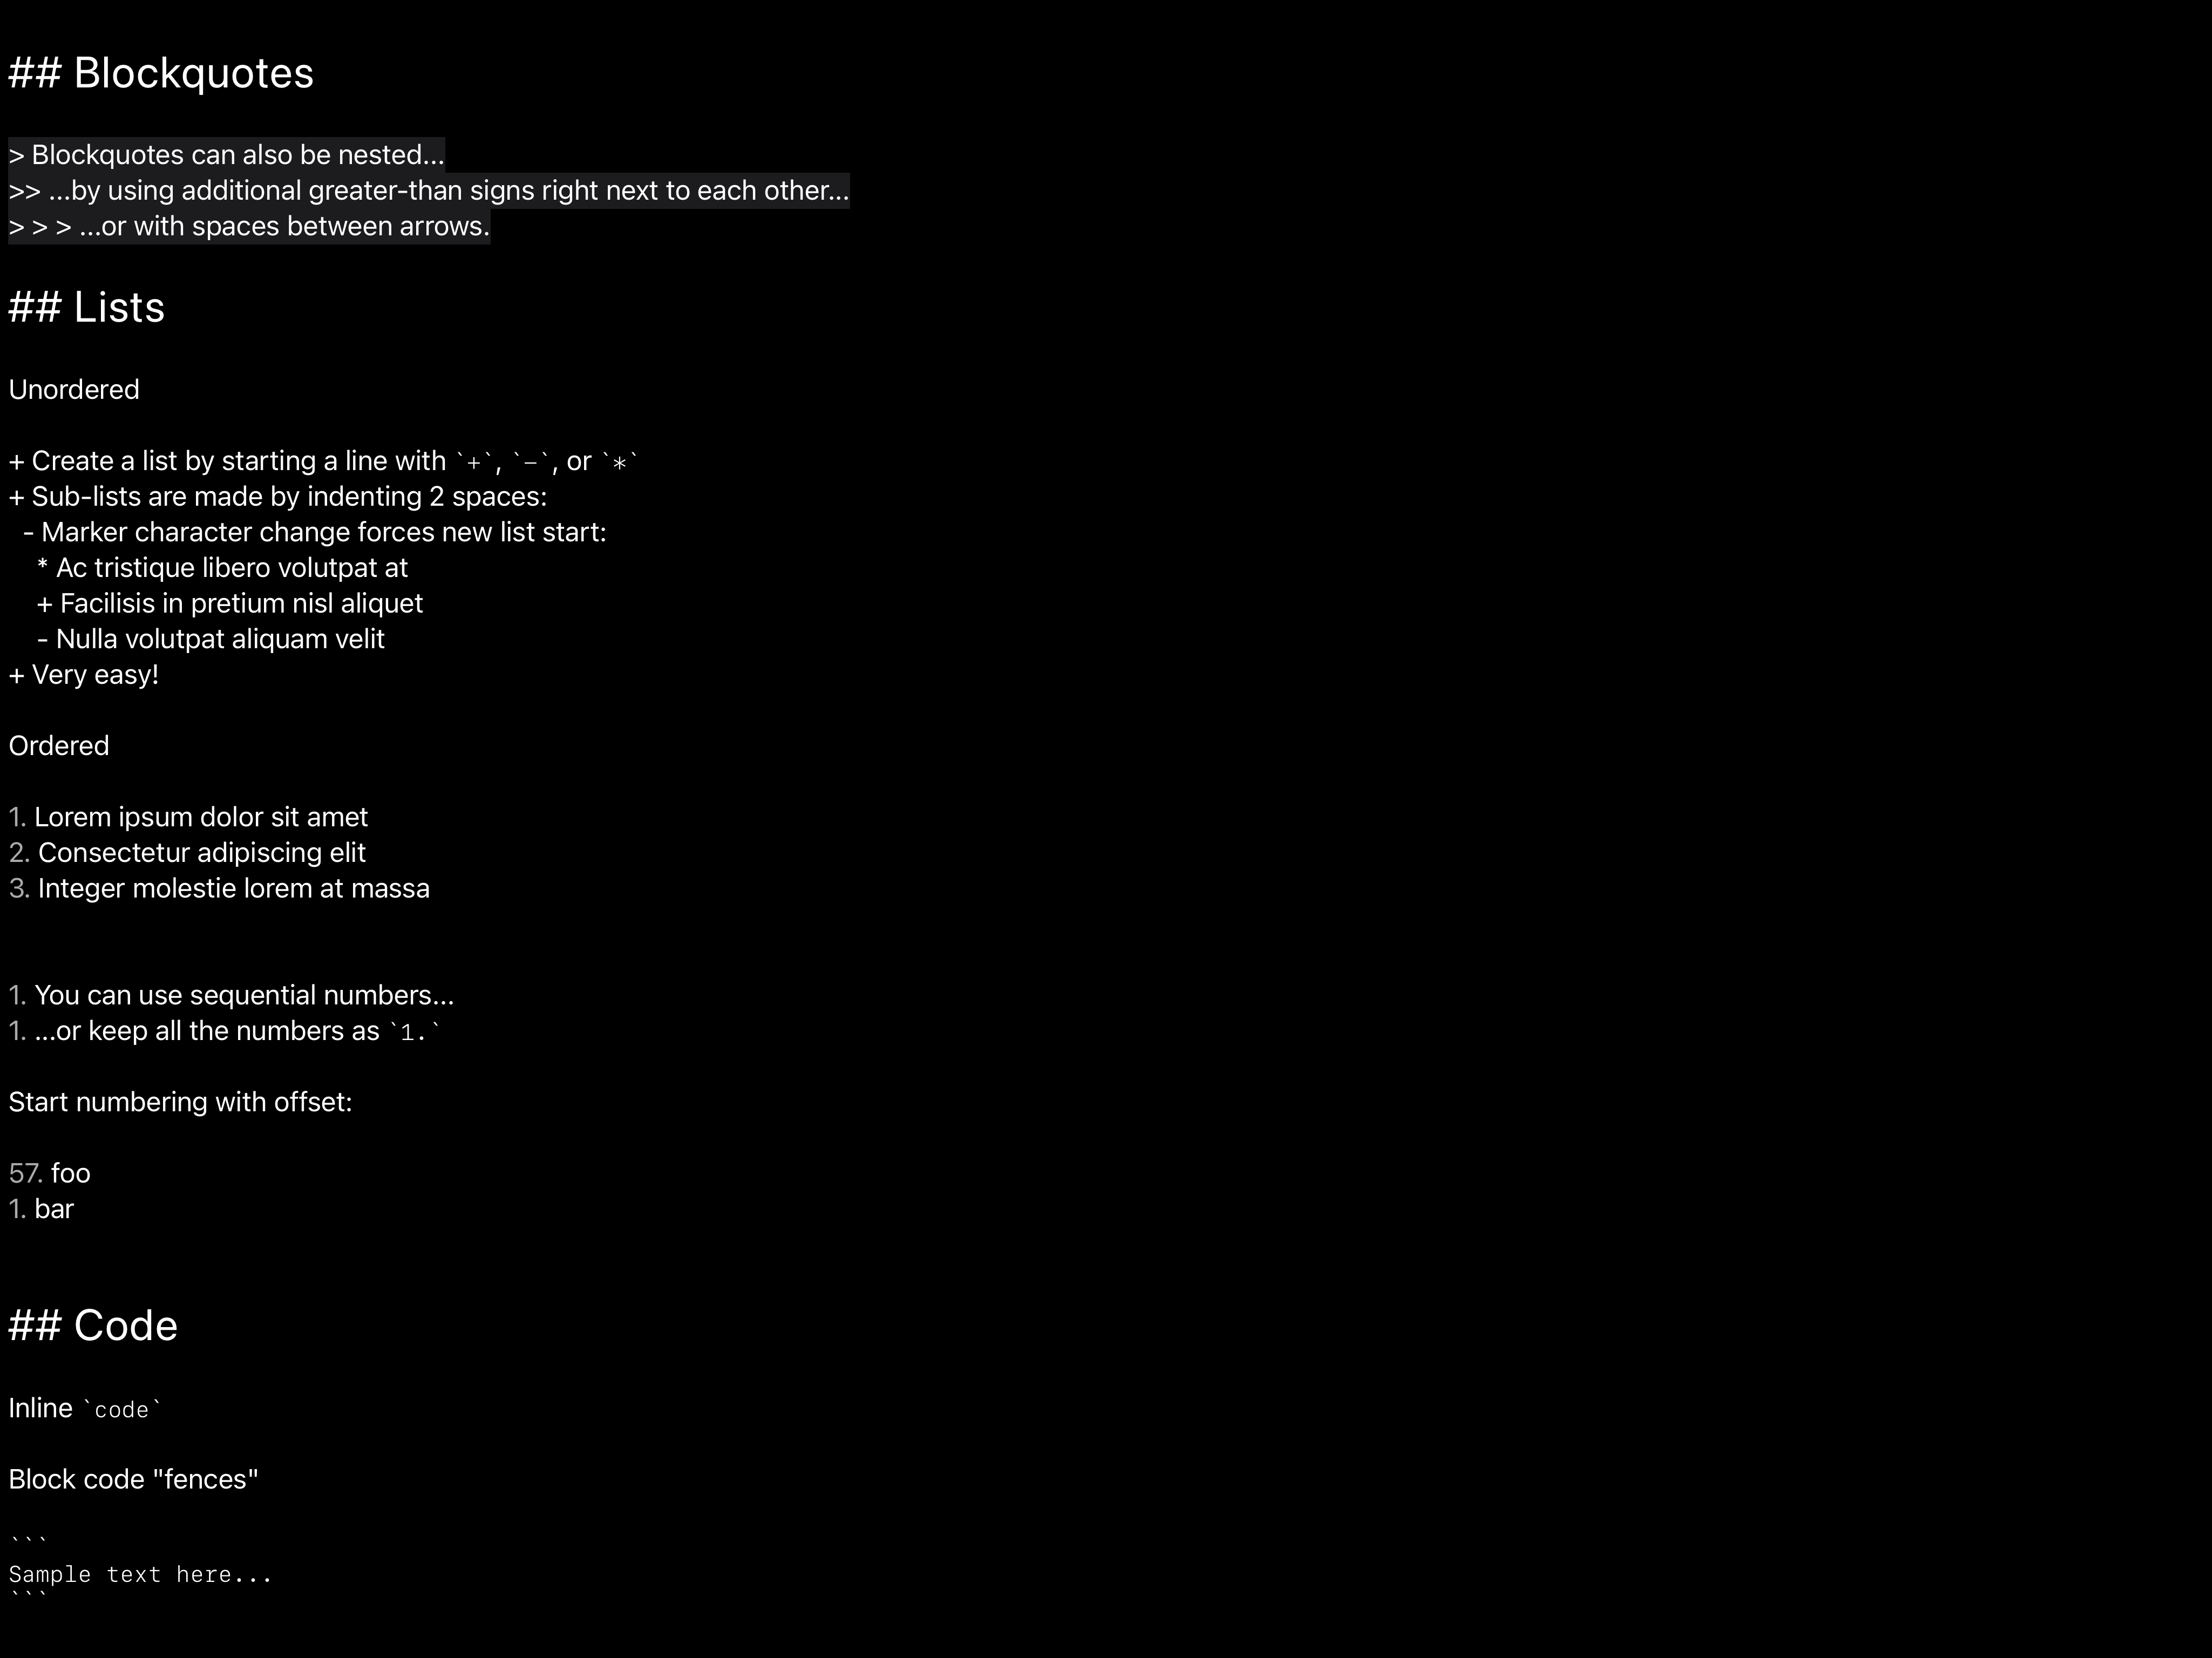 ## Blockquotes
> Blockquotes can also be nested...
>> ...by using additional greater-than signs right next to each other...
> > > ...or with spaces between arrows.
## Lists
Unordered
+ Create a list by starting a line with `+`, `-`, or `*`
+ Sub-lists are made by indenting 2 spaces:
  - Marker character change forces new list start:
    * Ac tristique libero volutpat at
    + Facilisis in pretium nisl aliquet
    - Nulla volutpat aliquam velit
+ Very easy!
Ordered
1. Lorem ipsum dolor sit amet
2. Consectetur adipiscing elit
3. Integer molestie lorem at massa
1. You can use sequential numbers...
1. ...or keep all the numbers as `1.`
Start numbering with offset:
57. foo
1. bar
## Code
Inline `code`
Block code "fences"
```
Sample text here...
```